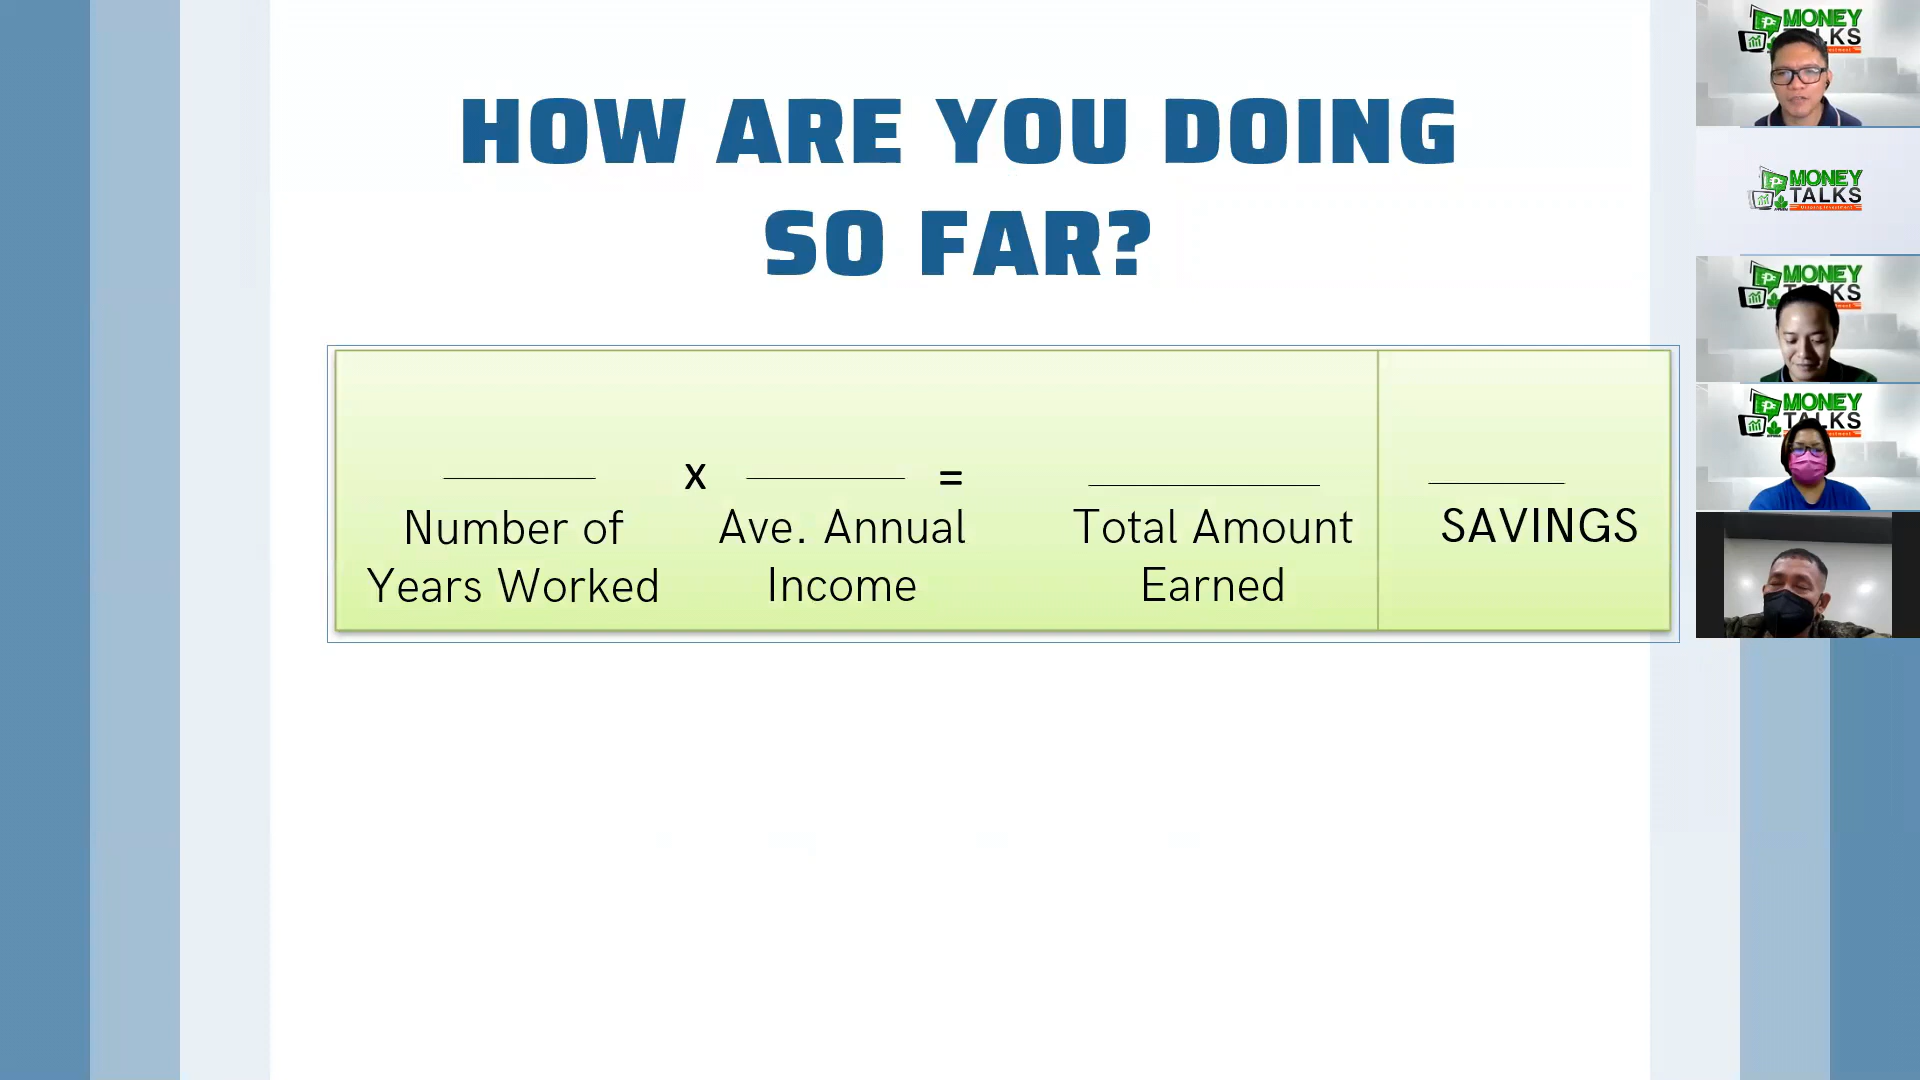 HOW ARE YOU DOING
SO FAR?
x
=
Number of
Years Worked
Ave. Annual
Income
Total Amount
Earned
SAVINGS
MONEY
TALKS
MONEY
TALKS
MONEY
TALKS
MONEY
TALKS